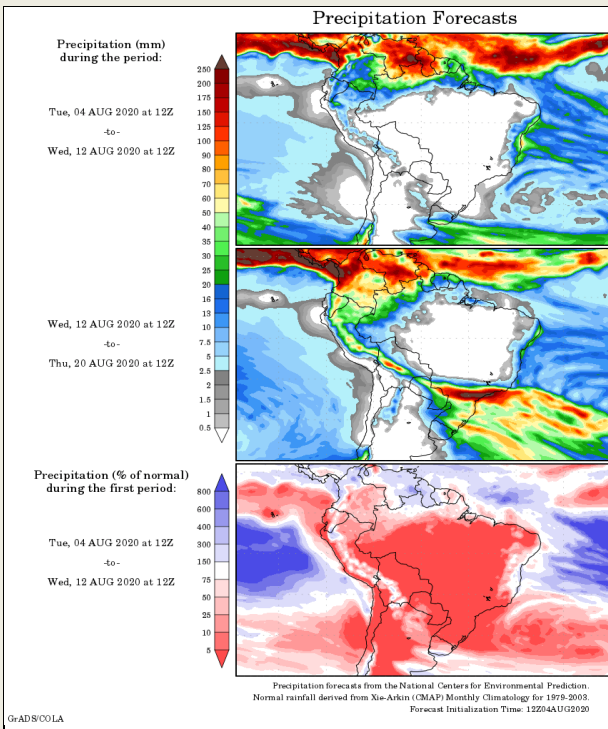 Precipitation Forecasts
Precipitation (mm)
during the period:
Tue, 04 AUG 2020 at 12Z
-to-
Wed, 12 AUG 2020 at 12Z
250
200
175
150
125
100
90
80
70
60
50
40
35
30
25
20
16
13
10
7.5
5
2.5
2
1.5
1
0.5
Wed, 12 AUG 2020 at 12Z
-to-
Thu, 20 AUG 2020 at 12Z
Precipitation (% of normal)
during the first period:
Tue, 04 AUG 2020 at 12Z
-to-
Wed, 12 AUG 2020 at 12Z
800
600
400
300
150
75
50
25
10
5
Precipitation forecasts from the National Centers for Environmental Prediction.
Normal rainfall derived from Xie-Arkin (CMAP) Monthly Climatology for 1979-2003.
Forecast Initialization Time: 12Z04AUG2020
GrADS/COLA